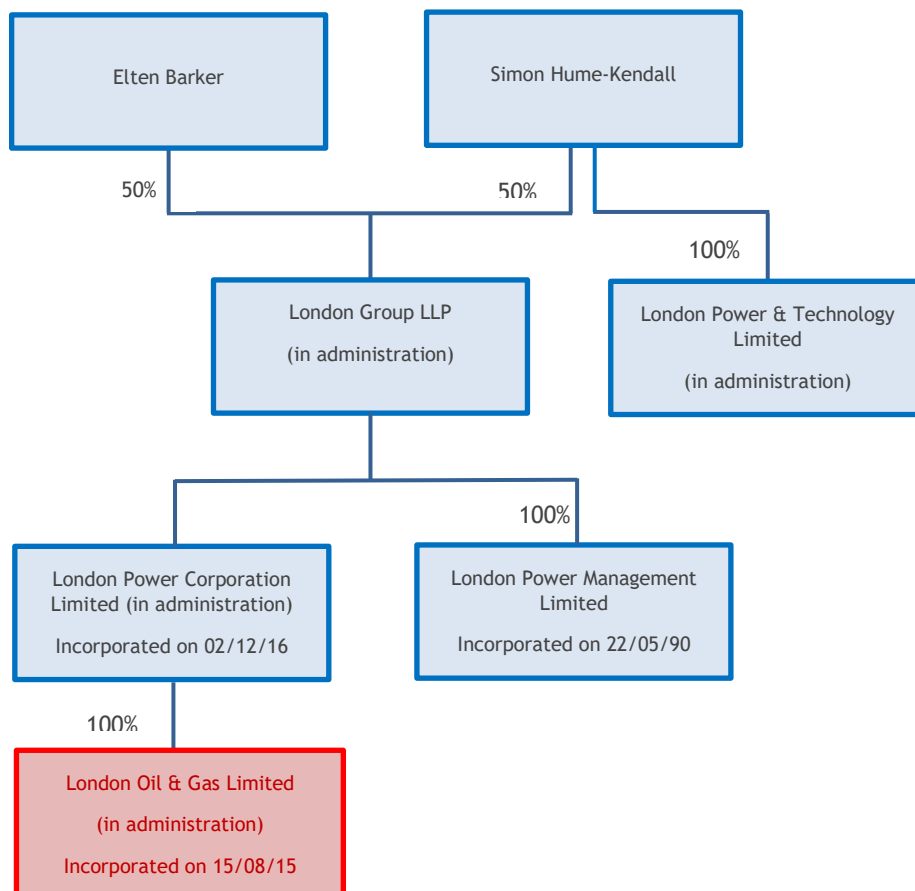 Elten Barker
Simon Hume-Kendall
50%
50%
100%
London Group LLP
(in administration)
London Power & Technology
Limited
(in administration)
100%
London Power Corporation
Limited (in administration)
Incorporated on 02/12/16
London Power Management
Limited
Incorporated on 22/05/90
100%
London Oil & Gas Limited
(in administration)
Incorporated on 15/08/15